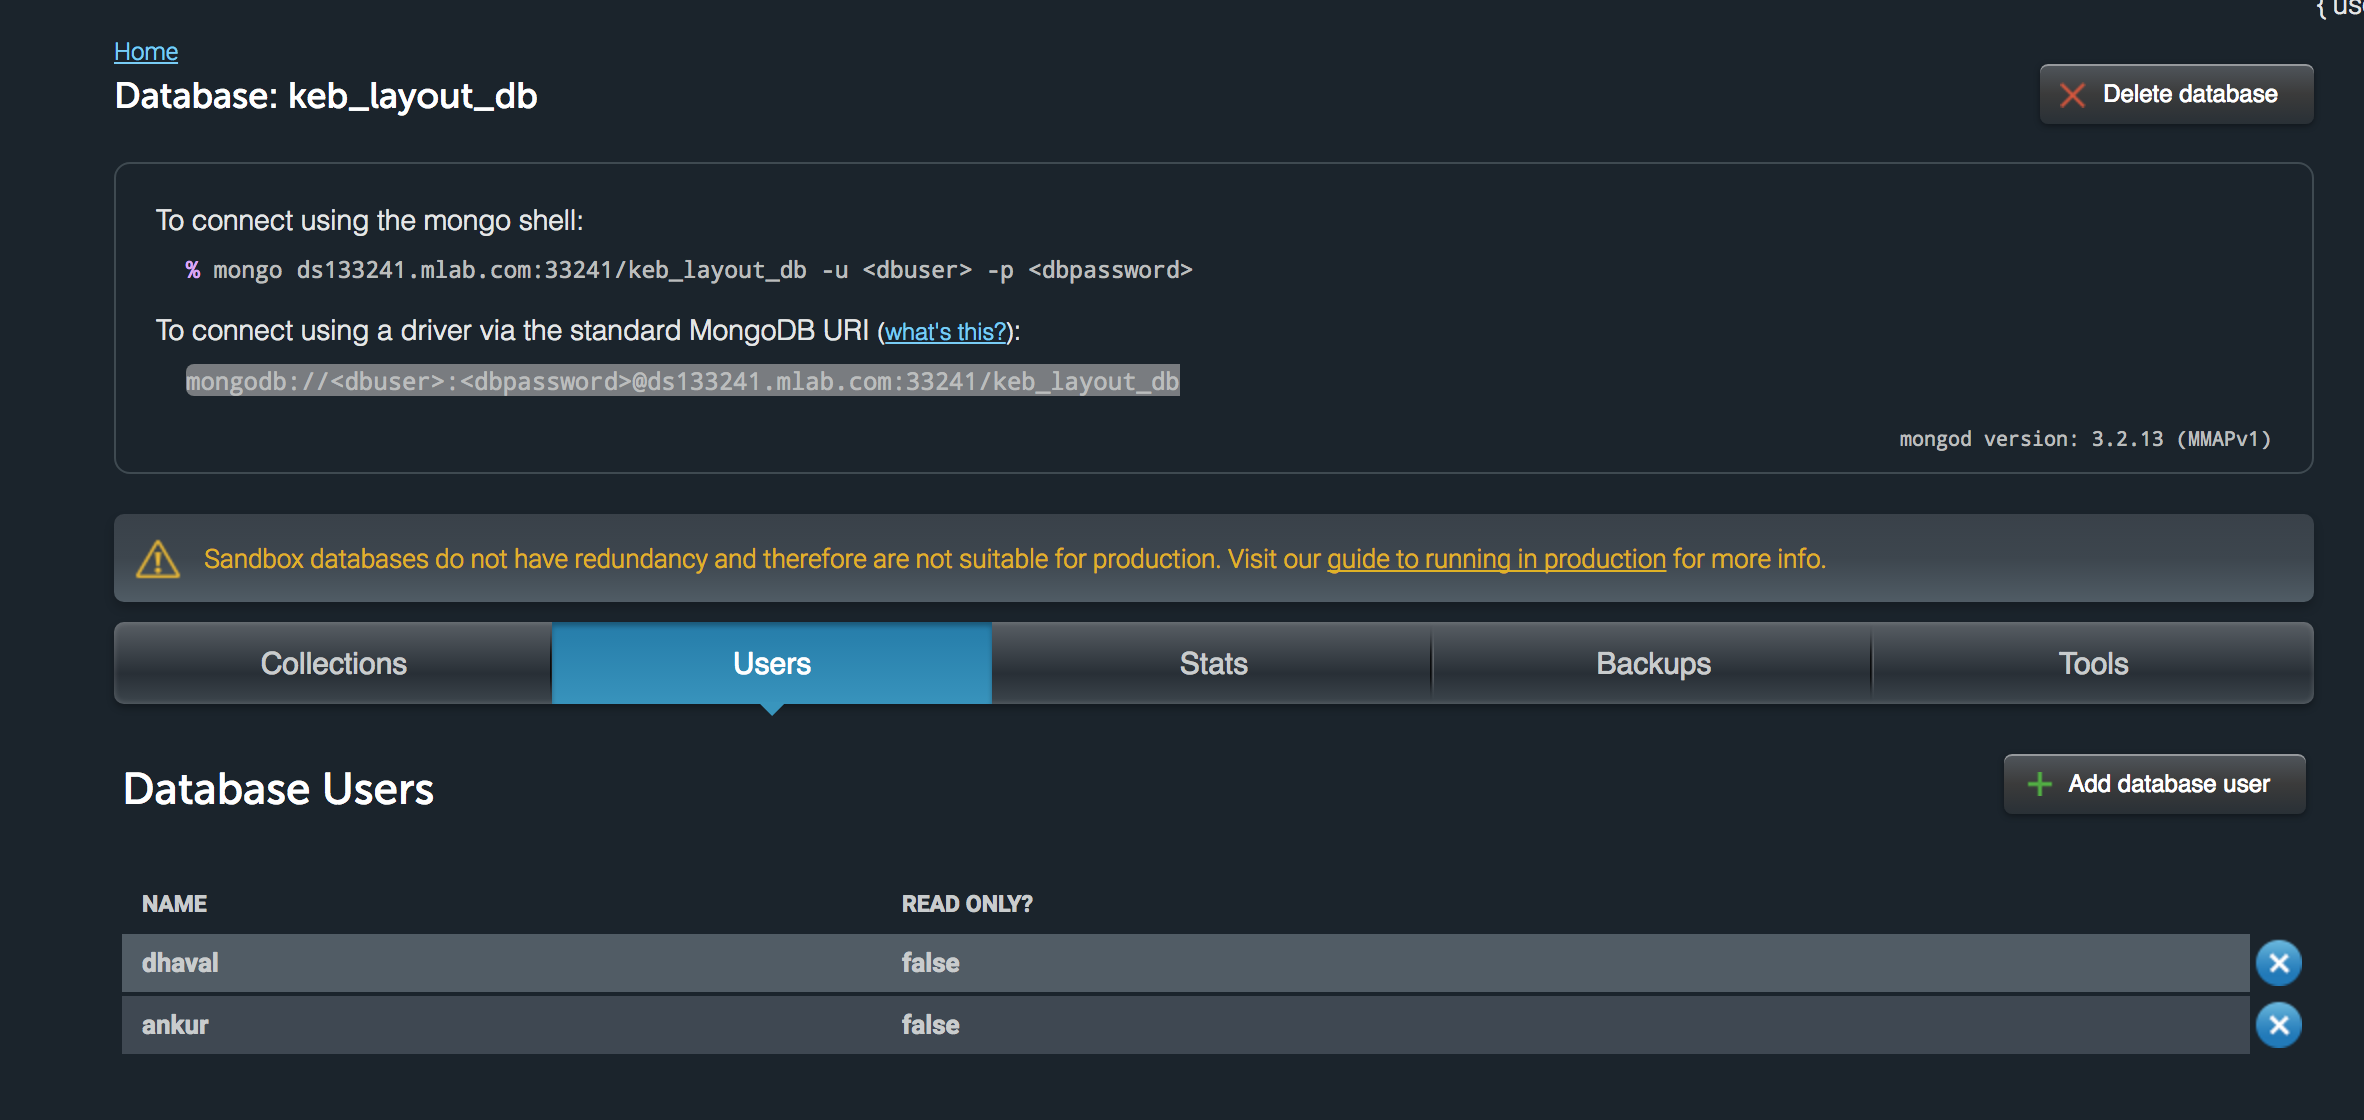 { us
Home
Database: keb_layout_db
Delete database
To connect using the mongo shell:
% mongo ds133241.mlab.com:33241/keb_layout_db -u <dbuser> -p <dbpassword>
To connect using a driver via the standard MongoDB URI (what's this?):
mongodb://<dbuser>:<dbpassword>@ds133241.mlab.com:33241/keb_layout_db
mongod version: 3.2.13 (MMAPv1)
Sandbox databases do not have redundancy and therefore are not suitable for production. Visit our guide to running in production for more info.
Collections Users Stats Backups Tools
Database Users
Add database user
NAME READ ONLY?
dhaval false
ankur false